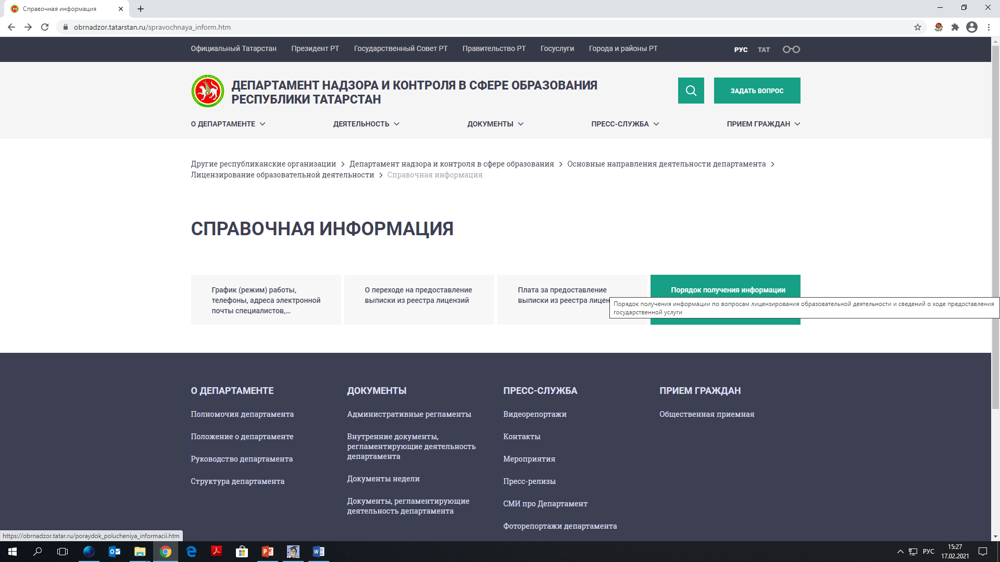 Справочная информация
obrnadzor.tatarstan.ru/spravochnaya_inform.htm
Официальный Татарстан Президент РТ Государственный Совет РТ Правительство РТ Госуслуги Города и районы РТ РУС ТАТ
ДЕПАРТАМЕНТ НАДЗОРА И КОНТРОЛЯ В СФЕРЕ ОБРАЗОВАНИЯ
РЕСПУБЛИКИ ТАТАРСТАН
ЗАДАТЬ ВОПРОС
О ДЕПАРТАМЕНТЕ ДЕЯТЕЛЬНОСТЬ ДОКУМЕНТЫ ПРЕСС-СЛУЖБА ПРИЕМ ГРАЖДАН
Другие республиканские организации > Департамент надзора и контроля в сфере образования > Основные направления деятельности департамента >
Лицензирование образовательной деятельности > Справочная информация
СПРАВОЧНАЯ ИНФОРМАЦИЯ
График (режим) работы,
телефоны, адреса электронной
почты специалистов,...
О переходе на предоставление
выписки из реестра лицензий
Плата за предоставление
выписки из реестра лицен
Порядок получения информации
Порядок получения информации по вопросам лицензирования образовательной деятельности и сведений о ходе предоставления
государственной услуги
О ДЕПАРТАМЕНТЕ
Полномочия департамента
Положение о департаменте
Руководство департамента
Структура департамента
ДОКУМЕНТЫ
Административные регламенты
Внутренние документы,
регламентирующие деятельность
департамента
Документы недели
Документы, регламентирующие
деятельность департамента
ПРЕСС-СЛУЖБА
Видеорепортажи
Контакты
Мероприятия
Пресс-релизы
СМИ про Департамент
Фоторепортажи департамента
ПРИЕМ ГРАЖДАН
Общественная приемная
https://obrnadzor.tatar.ru/poraydok_polucheniya_informacii.htm
РУС
15:27
17.02.2021